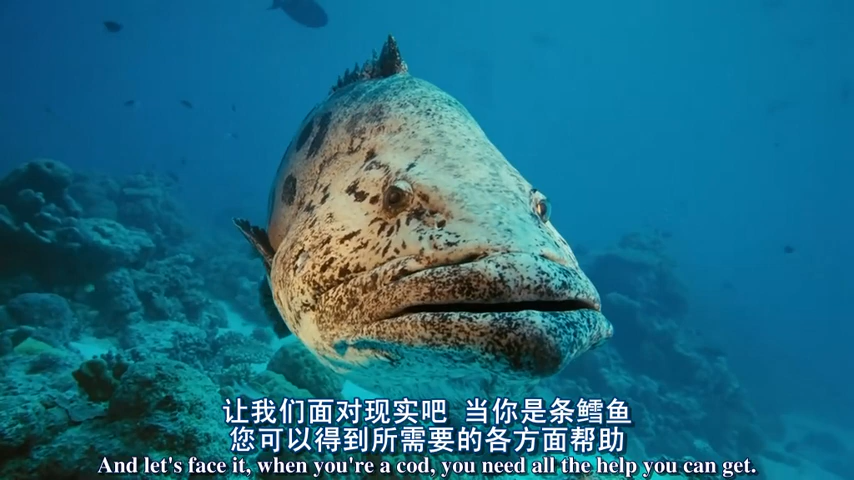 让我们面对现实吧 当你是条鳕鱼
您可以得到所需要的各方面帮助
And let's face it, when you're a cod, you need all the help you can get.